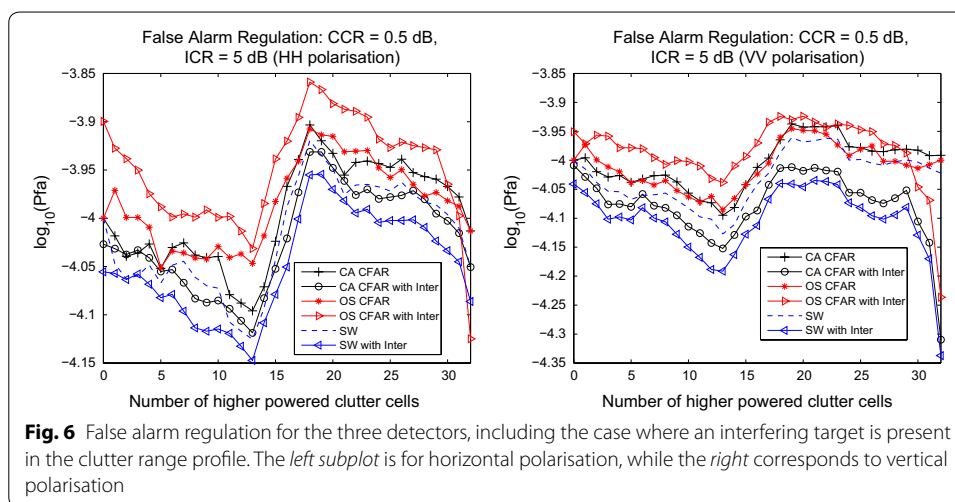 False Alarm Regulation: CCR = 0.5 dB,
ICR = 5 dB (HH polarisation)
−3.85
−3.9
−3.95
−4
−4.05
−4.1
−4.15
log10(Pfa)
0
5
10
15
20
25
30
Number of higher powered clutter cells
CA CFAR
CA CFAR with Inter
OS CFAR
OS CFAR with Inter
SW
SW with Inter
False Alarm Regulation: CCR = 0.5 dB,
ICR = 5 dB (VV polarisation)
−3.85
−3.9
−3.95
−4
−4.05
−4.1
−4.15
−4.2
−4.25
−4.3
−4.35
log10(Pfa)
0
5
10
15
20
25
30
Number of higher powered clutter cells
CA CFAR
CA CFAR with Inter
OS CFAR
OS CFAR with Inter
SW
SW with Inter
Fig. 6 False alarm regulation for the three detectors, including the case where an interfering target is present
in the clutter range profile. The left subplot is for horizontal polarisation, while the right corresponds to vertical
polarisation